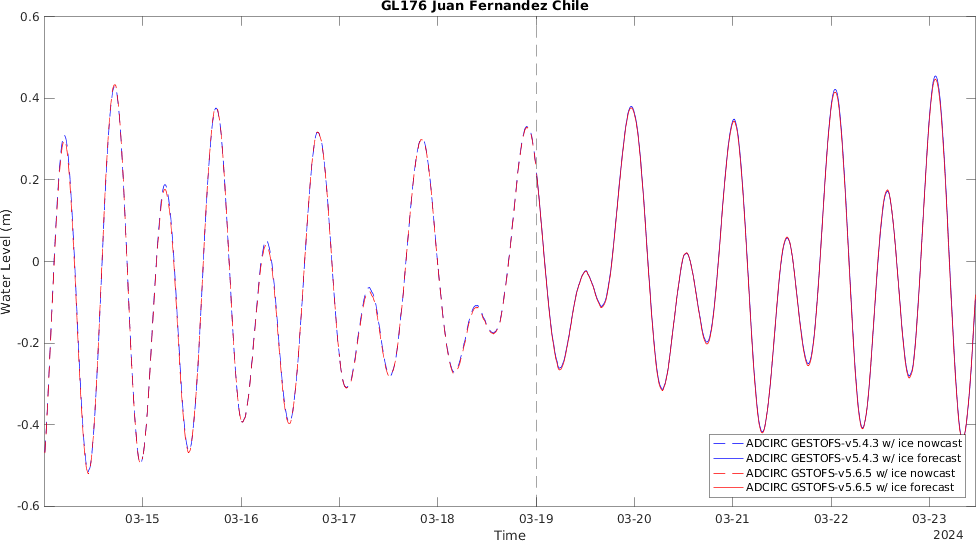 GL176 Juan Fernandez Chile
0.6
0.4
0.2
0
-0.2
-0.4
-0.6
Water Level (m)
ADCIRC GESTOFS-v5.4.3 w/ ice nowcast
ADCIRC GESTOFS-v5.4.3 w/ ice forecast
ADCIRC GSTOFS-v5.6.5 w/ ice nowcast
ADCIRC GSTOFS-v5.6.5 w/ ice forecast
03-15 03-16 03-17 03-18 03-19 03-20 03-21 03-22 03-23
Time
2024